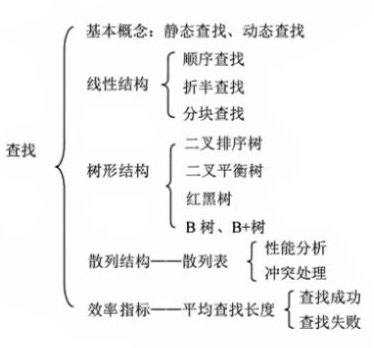 基本概念：静态查找、动态查找
顺序查找
线性结构
折半查找
分块查找
查找
二叉排序树
二叉平衡树
树形结构
红黑树
B 树、B+树
性能分析
散列结构——散列表
冲突处理
查找成功
效率指标——平均查找长度
查找失败